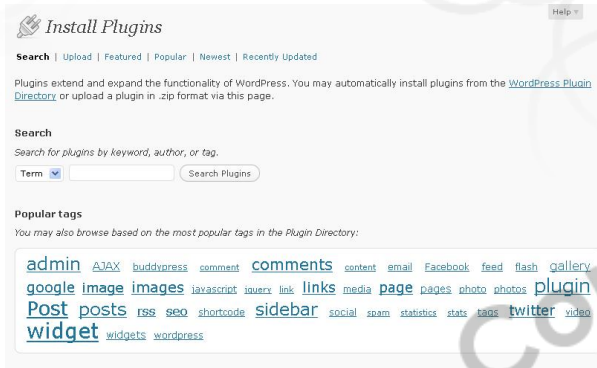 Help
Install Plugins
Search | Upload | Featured | Popular | Newest | Recently Updated
Plugins extend and expand the functionality of WordPress. You may automatically install plugins from the WordPress Plugin
Directory or upload a plugin in .zip format via this page.
Search
Search for plugins by keyword, author, or tag.
Term Search Plugins
Popular tags
You may also browse based on the most popular tags in the Plugin Directory:
admin AJAX buddypress comment comments content email Facebook feed flash gallery
google image images javascript jquery link links media page pages photo photos plugin
Post posts rss seo shortcode sidebar social spam statistics stats tags twitter video
widget widgets wordpress